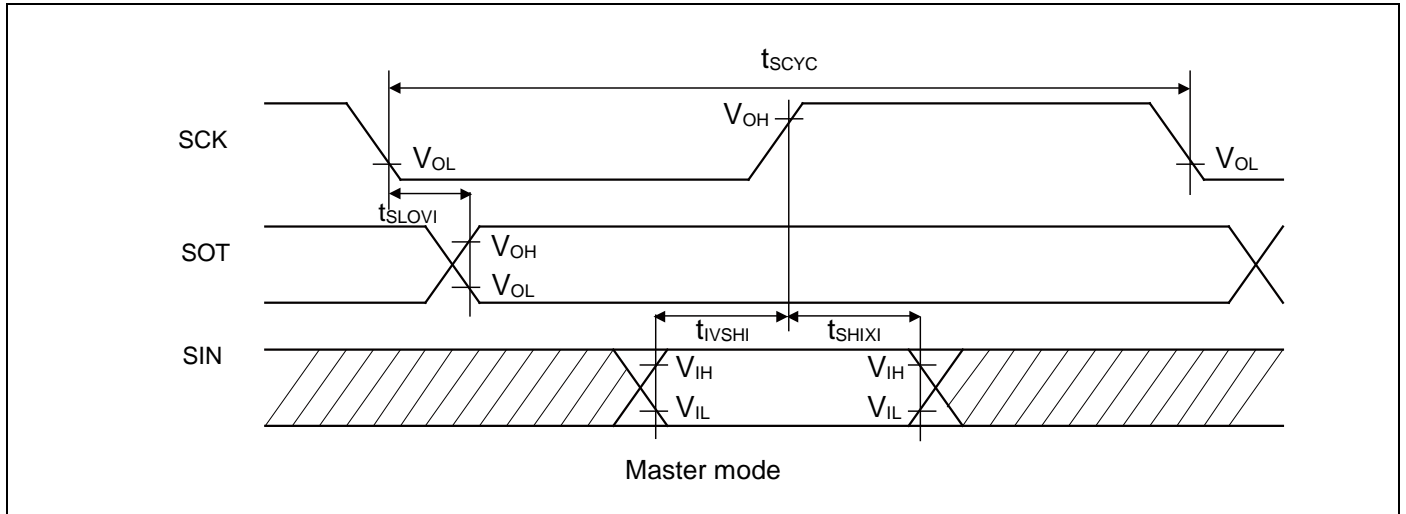 tSCYC
SCK
VOH
VOL
VOL
tSLOVI
SOT
VOH
VOL
tIVSHI
tSHIXI
SIN
VIH
VIH
VIL
VIL
Master mode